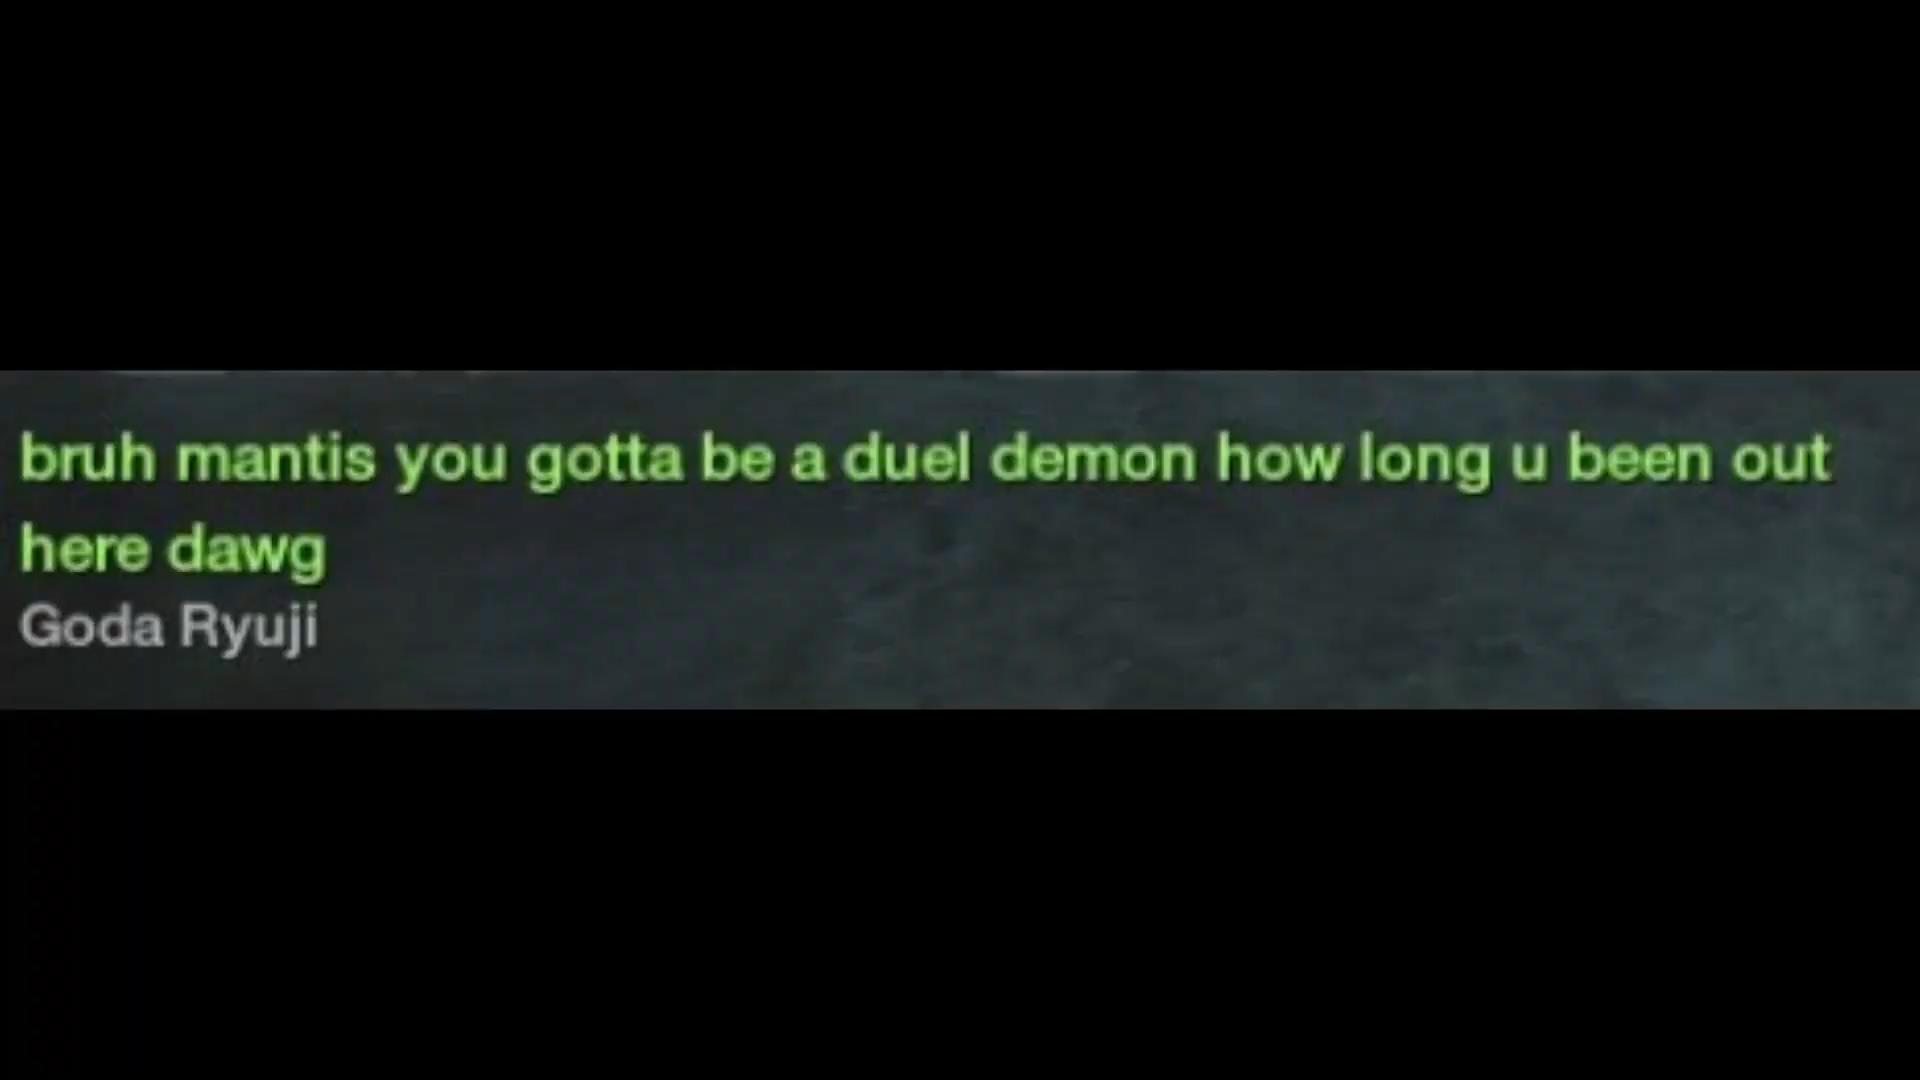 bruh mantis you gotta be a duel demon how long u been out
here dawg
Goda Ryuji